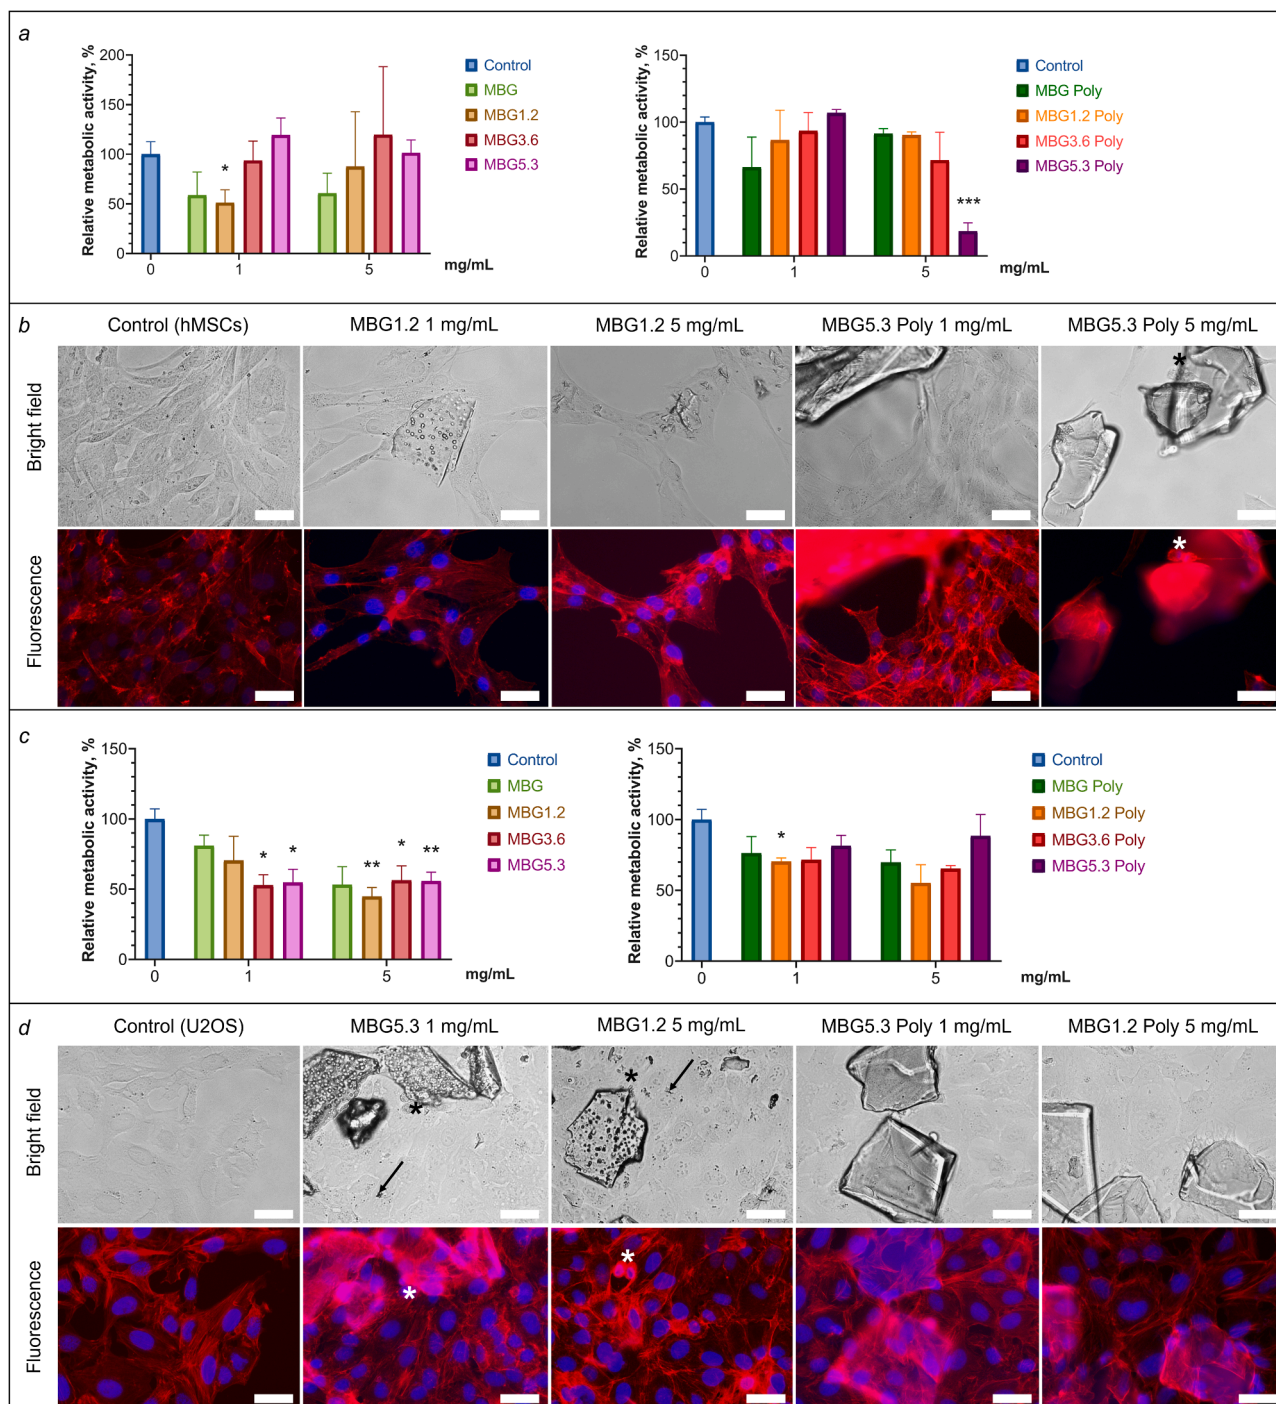 a
Relative metabolic activity, %
200
150
100
50
0
*
0
1
5
mg/mL
Control
MBG
MBG1.2
MBG3.6
MBG5.3
Relative metabolic activity, %
150
100
50
0
***
0
1
5
mg/mL
Control
MBG Poly
MBG1.2 Poly
MBG3.6 Poly
MBG5.3 Poly
b
Control (hMSCs)
MBG1.2 1 mg/mL
MBG1.2 5 mg/mL
MBG5.3 Poly 1 mg/mL
MBG5.3 Poly 5 mg/mL
Bright field
*
Fluorescence
*
c
Relative metabolic activity, %
150
100
50
0
*
*
**
*
**
0
1
5
mg/mL
Control
MBG
MBG1.2
MBG3.6
MBG5.3
Relative metabolic activity, %
150
100
50
0
*
0
1
5
mg/mL
Control
MBG Poly
MBG1.2 Poly
MBG3.6 Poly
MBG5.3 Poly
d
Control (U2OS)
MBG5.3 1 mg/mL
MBG1.2 5 mg/mL
MBG5.3 Poly 1 mg/mL
MBG1.2 Poly 5 mg/mL
Bright field
*
*
Fluorescence
*
*